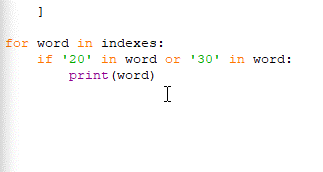 ]
for word in indexes:
    if '20' in word or '30' in word:
        print(word)